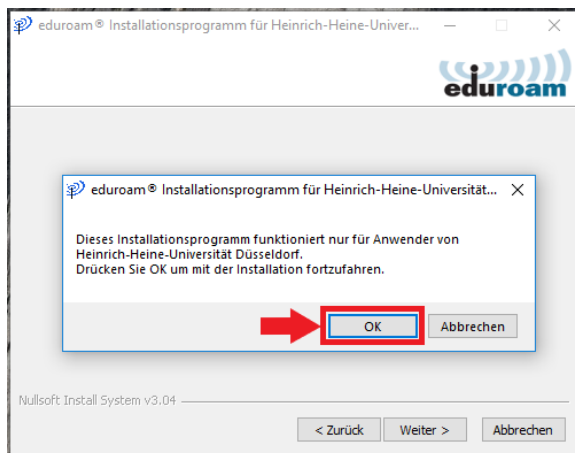 eduroam® Installationsprogramm für Heinrich-Heine-Univer...
eduroam
eduroam® Installationsprogramm für Heinrich-Heine-Universität...
Dieses Installationsprogramm funktioniert nur für Anwender von
Heinrich-Heine-Universität Düsseldorf.
Drücken Sie OK um mit der Installation fortzufahren.
OK Abbrechen
Nullsoft Install System v3.04
< Zurück Weiter > Abbrechen